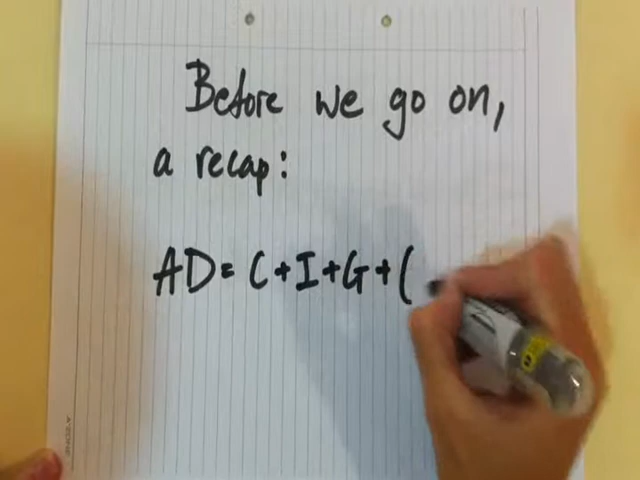 Before we go on,
a recap:
AD = C+I+G+(